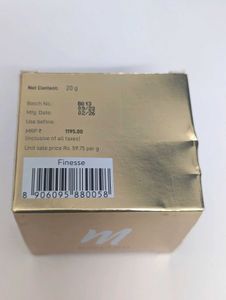 Net Content: 20 g
Batch No.: B013
Mfg. Date: 09/23
Use before: 02/26
MRP ₹ 1195.00
(Inclusive of all taxes)
Unit sale price Rs. 59.75 per g
Finesse
8 906095 880058
m